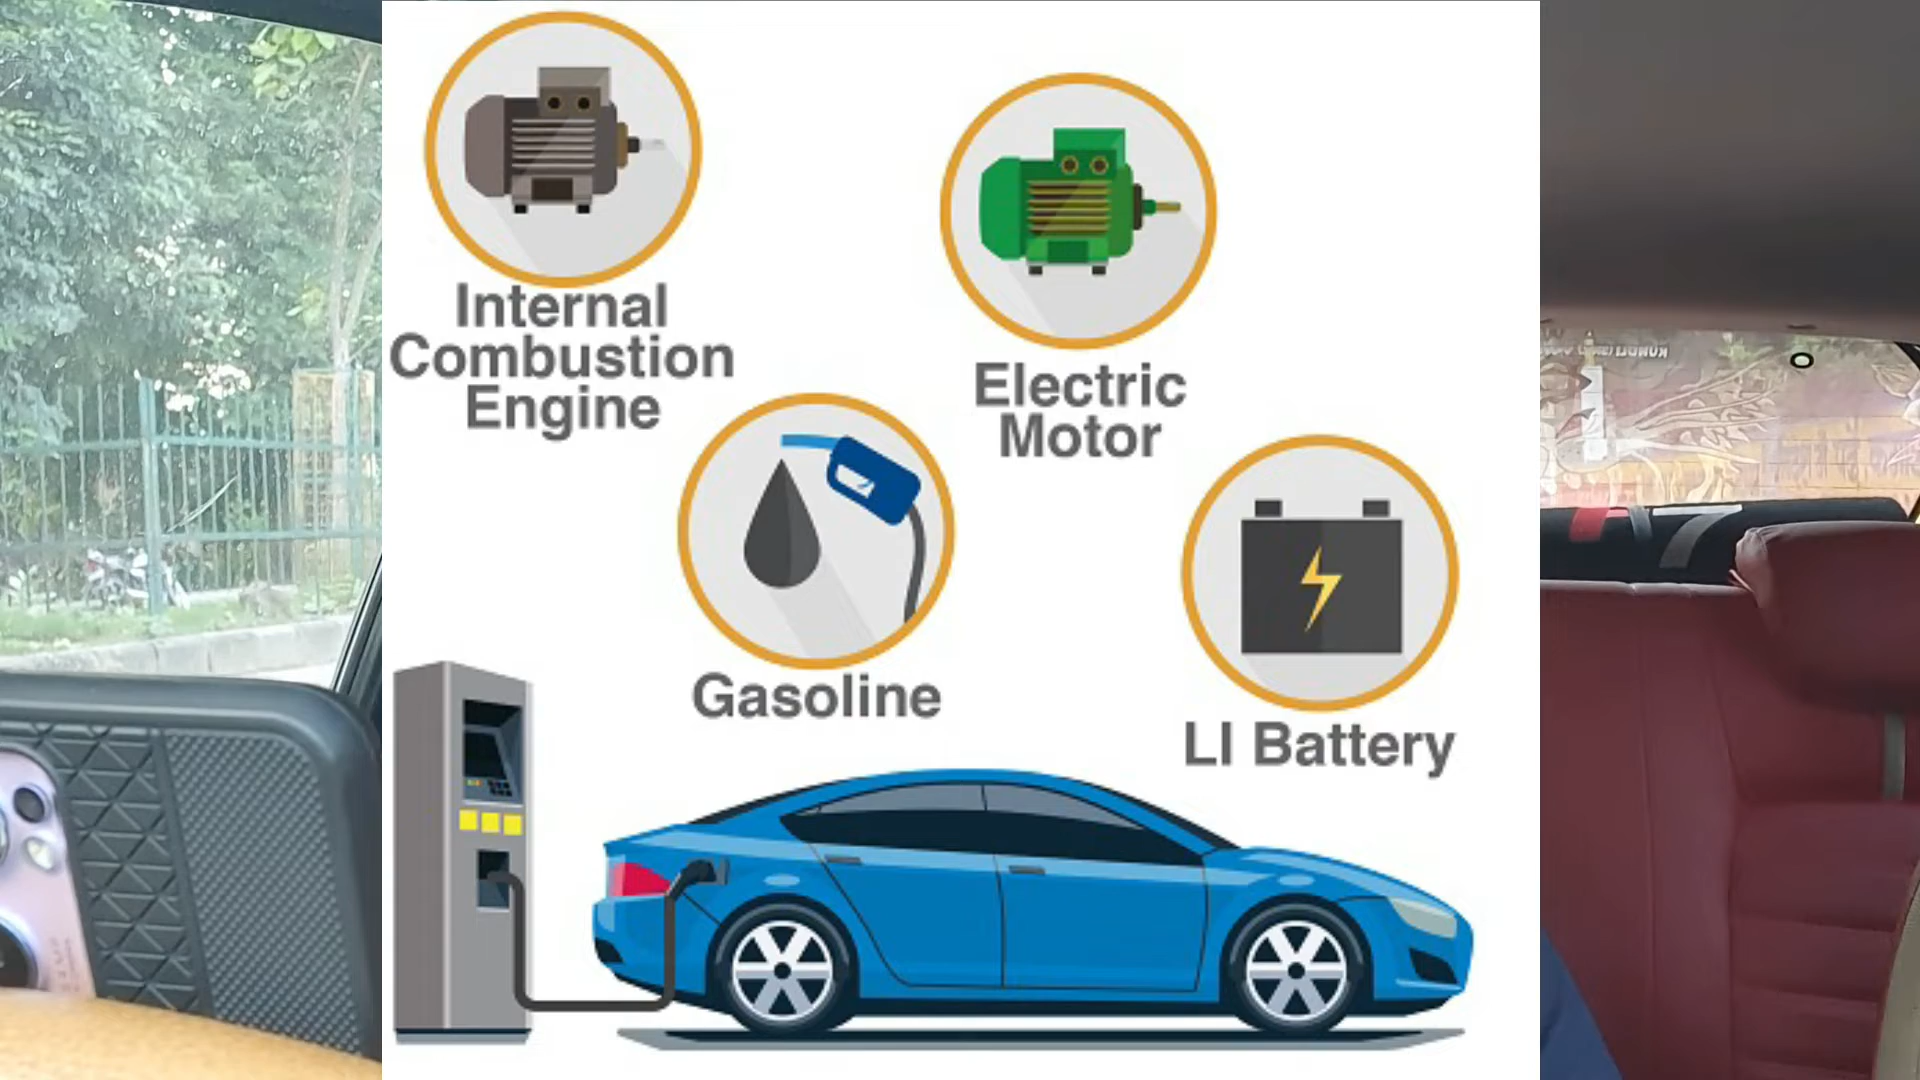 Internal
Combustion
Engine
Electric
Motor
Gasoline
LI Battery